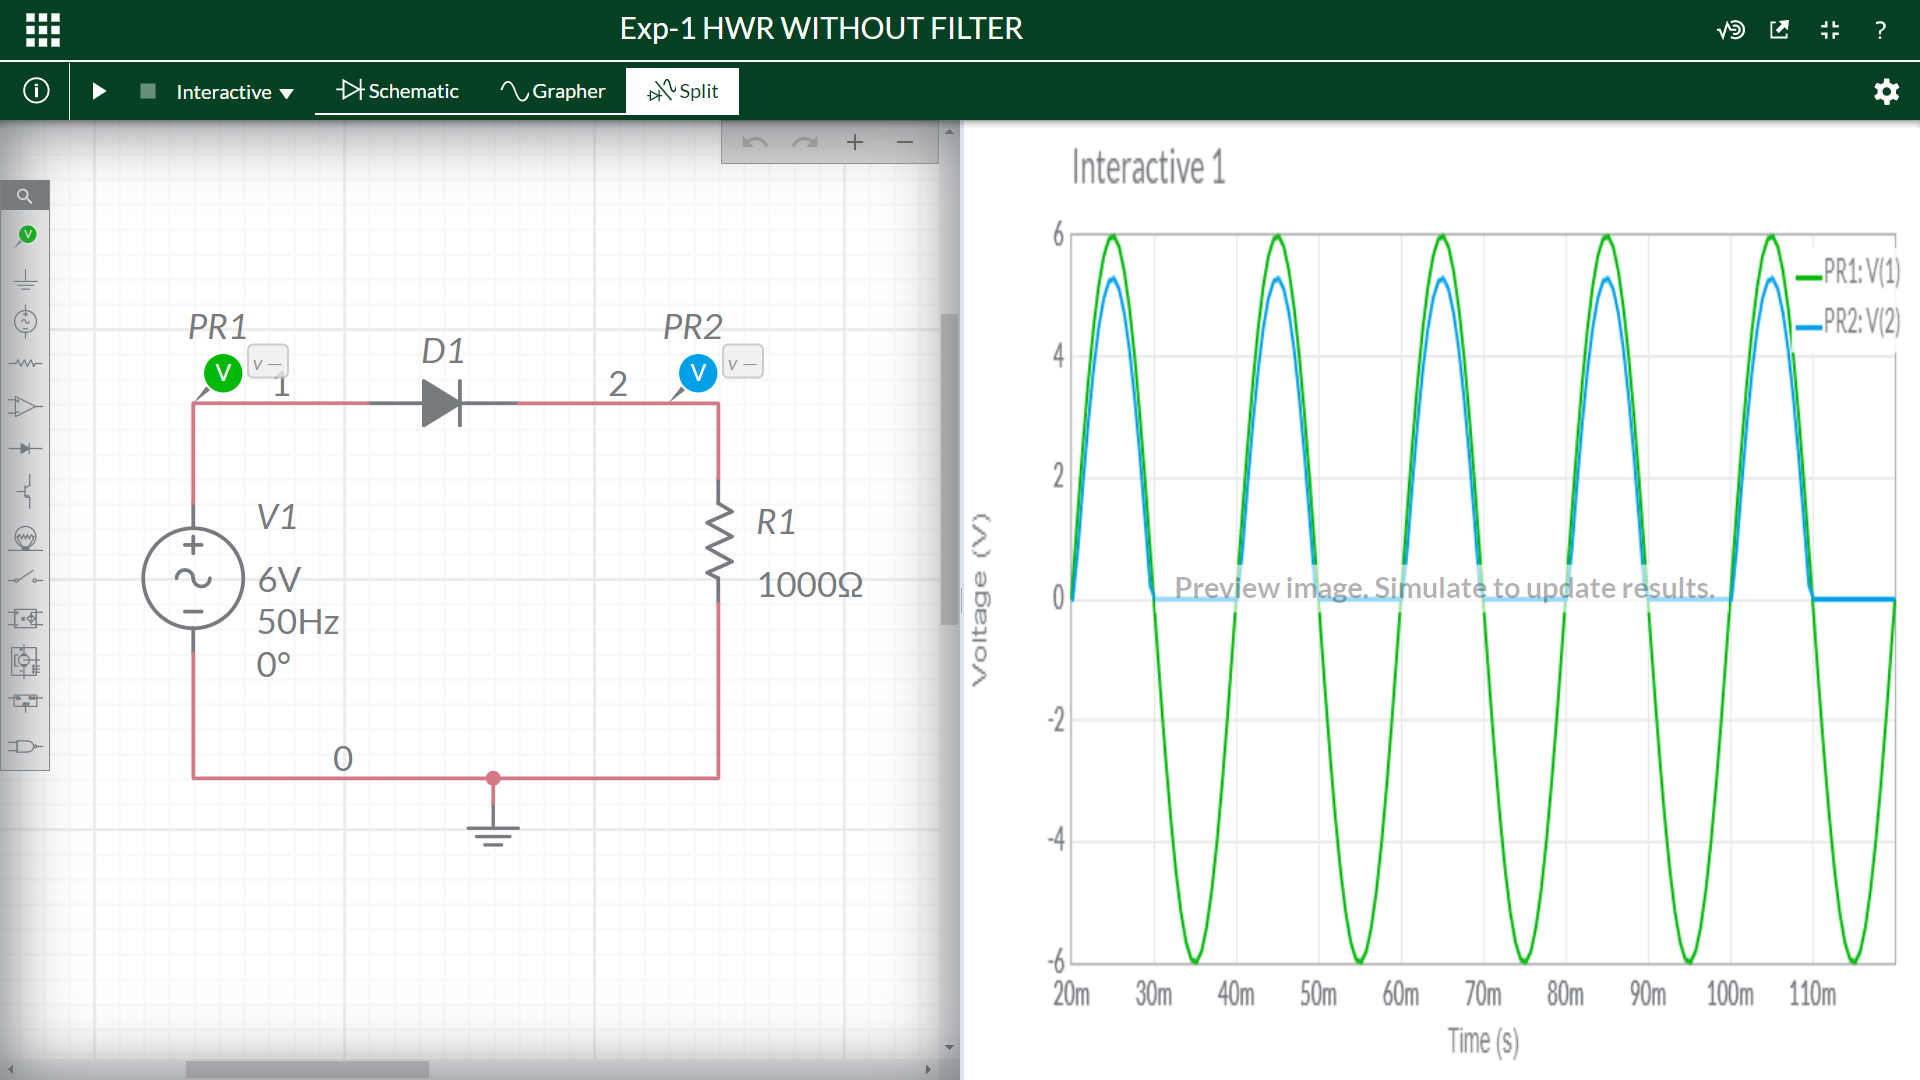 Exp-1 HWR WITHOUT FILTER
?
i
Interactive
Schematic
Grapher
Split
V
PR1
V
v —
1
D1
2
PR2
V
v —
V1
6V
50Hz
0°
R1
1000Ω
0
Interactive 1
6
4
2
0
-2
-4
-6
Voltage (V)
PR1: V(1)
PR2: V(2)
Preview image. Simulate to update results.
20m 30m 40m 50m 60m 70m 80m 90m 100m 110m
Time (s)